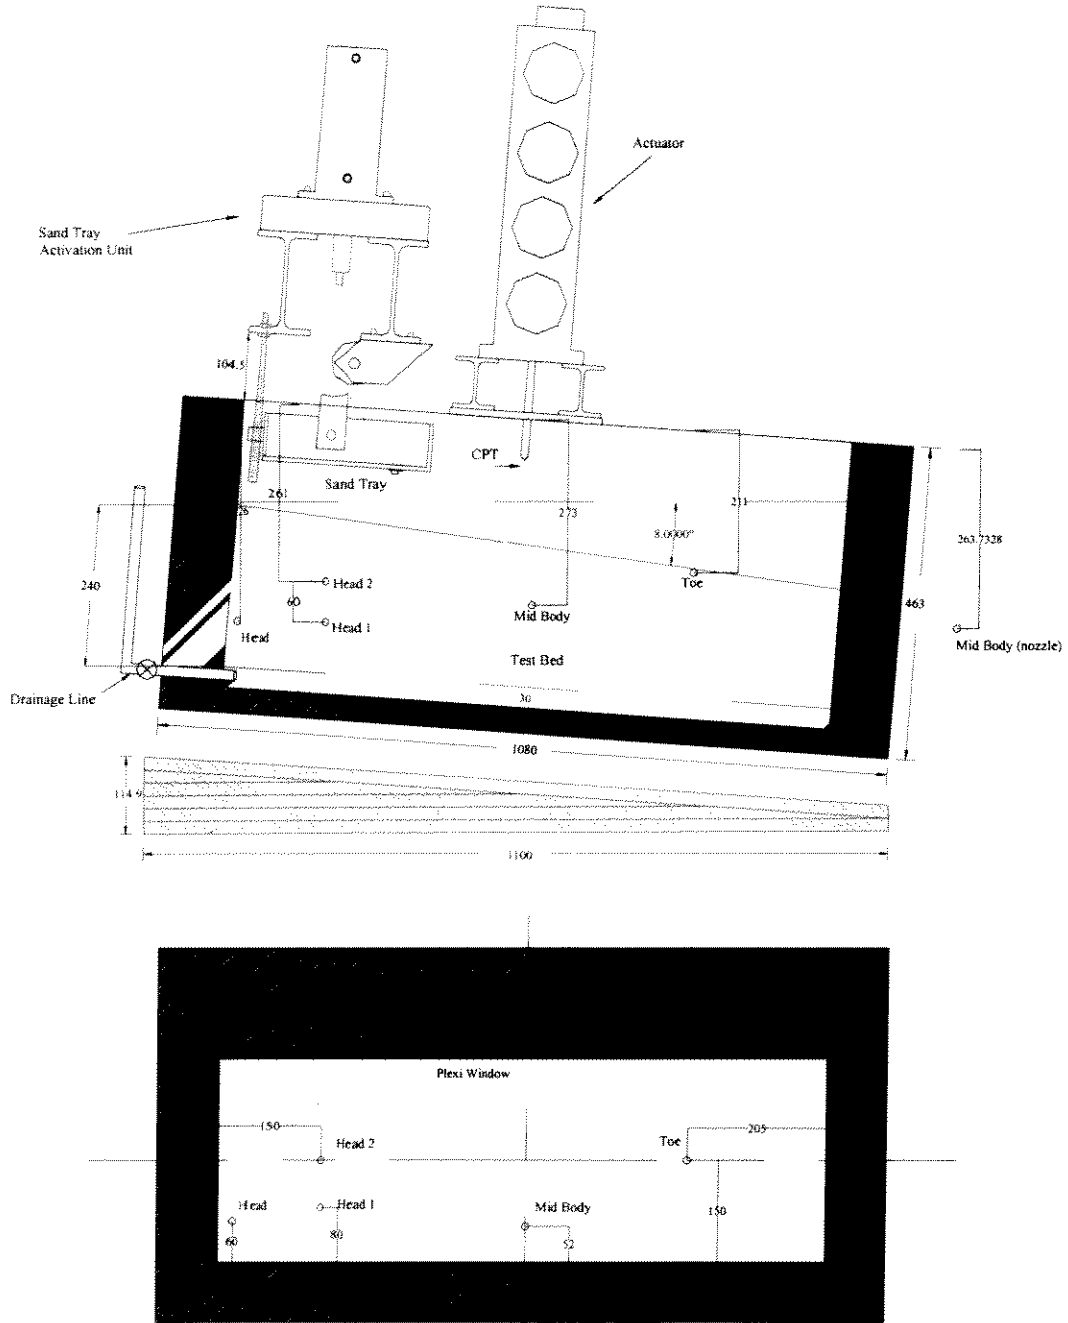 Actuator
Sand Tray
Activation Unit
104.5
CPT
Sand Tray
261
25
273
211
8.0000°
263.7328
240
Head 2
Toe
60
463
Mid Body
Head
Head 1
Mid Body (nozzle)
Test Bed
Drainage Line
30
1080
114.9
1100
Plexi Window
150
205
Head 2
Toe
Head
Head 1
Mid Body
150
60
80
52